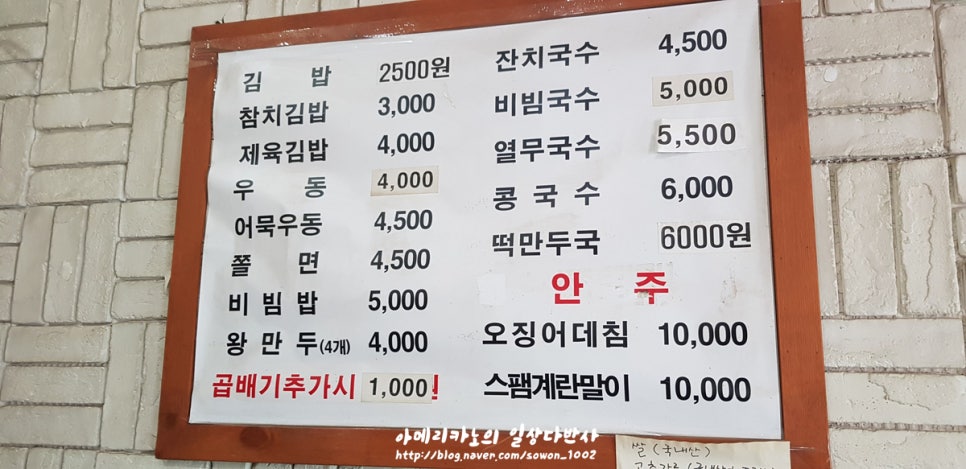 김 밥 2500원
참치김밥 3,000
제육김밥 4,000
우 동 4,000
어묵우동 4,500
쫄 면 4,500
비 빔 밥 5,000
왕 만 두(4개) 4,000
곱배기추가시 1,000
잔치국수 4,500
비빔국수 5,000
열무국수 5,500
콩 국 수 6,000
떡만두국 6000원
안 주
오징어데침 10,000
스팸계란말이 10,000
쌀 (국내산)
아메리카노의 일상다반사
http://blog.naver.com/sowon_1002